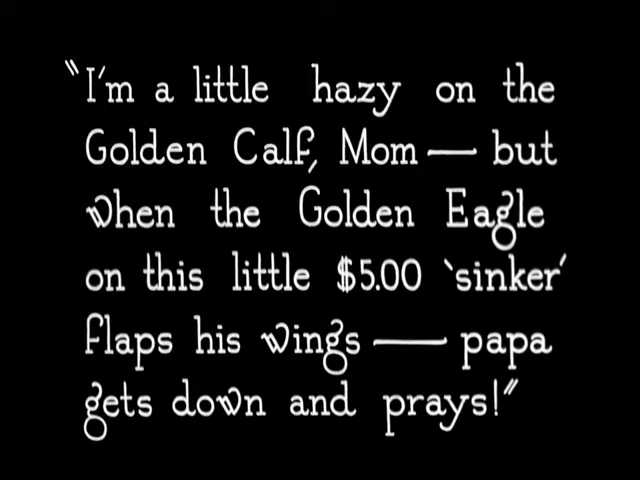 "I'm a little hazy on the
Golden Calf, Mom — but
when the Golden Eagle
on this little $5.00 'sinker'
flaps his wings — papa
gets down and prays!"